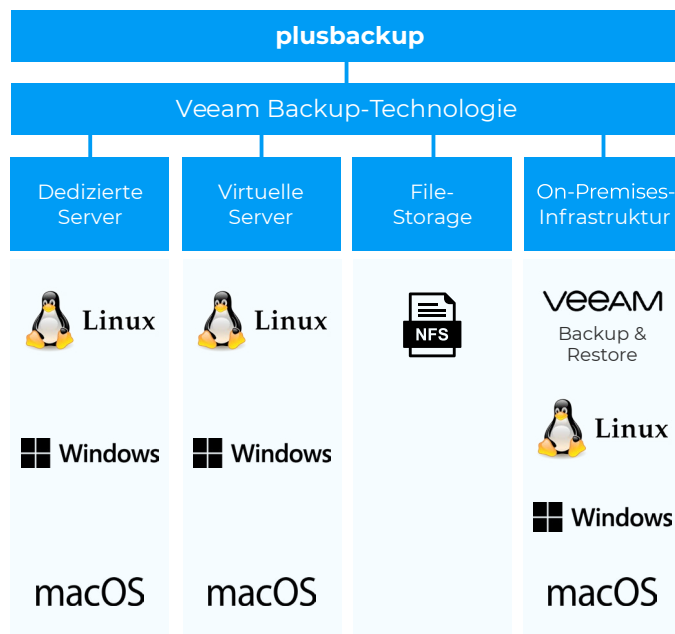 plusbackup
Veeam Backup-Technologie
Dedizierte
Server
Virtuelle
Server
File-
Storage
On-Premises-
Infrastruktur
Linux
Windows
macOS
Linux
Windows
macOS
NFS
veeAM
Backup &
Restore
Linux
Windows
macOS